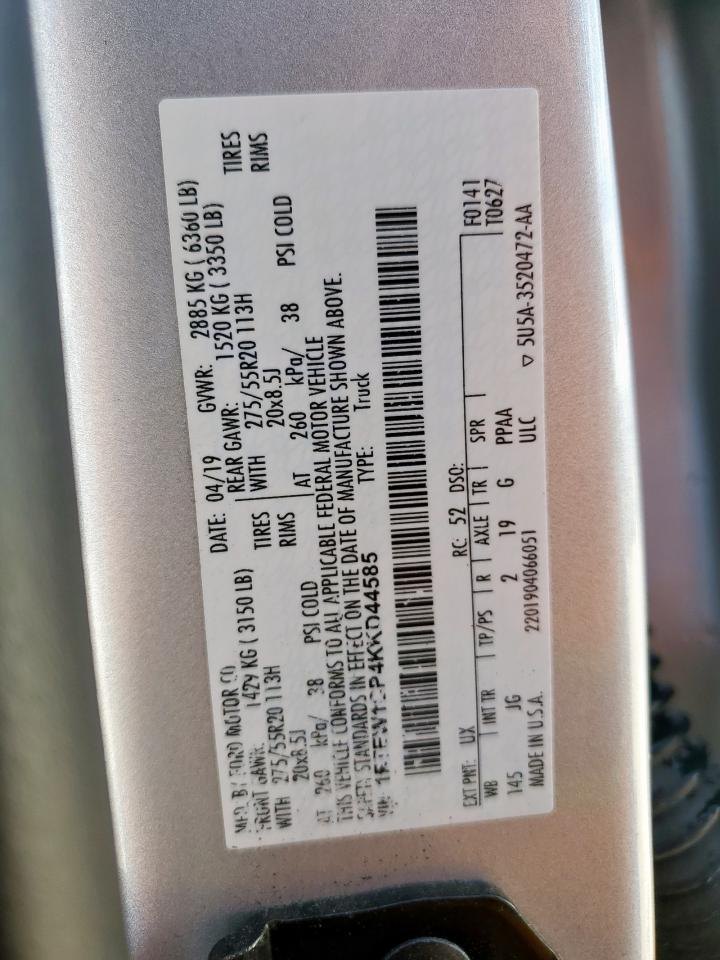 MFD. BY FORD MOTOR CO. DATE: 04/19 GVWR: 2885 KG ( 6360 LB)
FRONT GAWR: 1429 KG ( 3150 LB) REAR GAWR: 1520 KG ( 3350 LB)
WITH 275/55R20 113H TIRES WITH 275/55R20 113H TIRES
20x8.5J RIMS 20x8.5J RIMS
AT 260 kPa/ 38 PSI COLD AT 260 kPa/ 38 PSI COLD
THIS VEHICLE CONFORMS TO ALL APPLICABLE FEDERAL MOTOR VEHICLE
SAFETY STANDARDS IN EFFECT ON THE DATE OF MANUFACTURE SHOWN ABOVE.
VIN: TYPE: Truck
EXT PNT: UX RC: 52 DSO: F0141
WB INT TR TP/PS R AXLE TR SPR T0627
145 JG 2 19 G PPAA
MADE IN U.S.A. 2201904066051 ULC ▽ 5U5A-3520472-AA